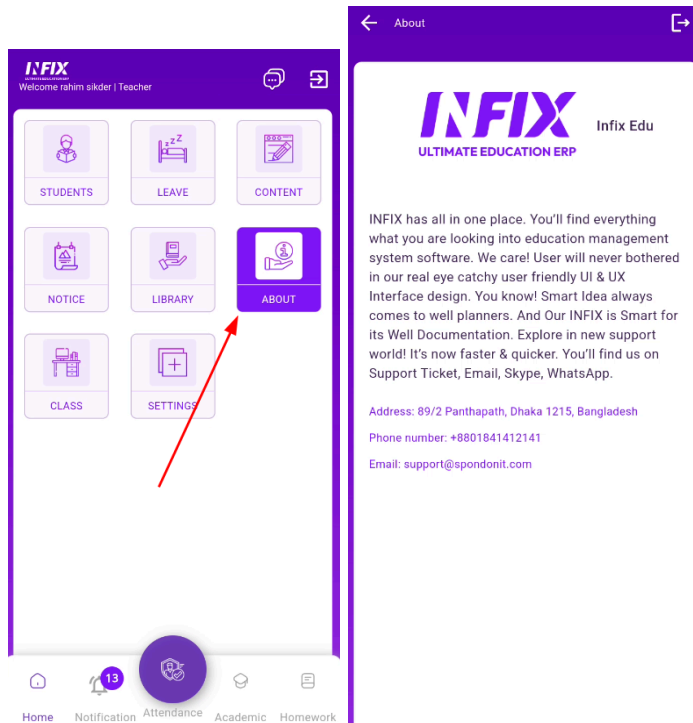 INFIX
Welcome rahim sikder | Teacher
STUDENTS
LEAVE
CONTENT
NOTICE
LIBRARY
ABOUT
CLASS
SETTINGS
13
Home
Notification
Attendance
Academic
Homework
About
INFIX
ULTIMATE EDUCATION ERP
Infix Edu
INFIX has all in one place. You'll find everything
what you are looking into education management
system software. We care! User will never bothered
in our real eye catchy user friendly UI & UX
Interface design. You know! Smart Idea always
comes to well planners. And Our INFIX is Smart for
its Well Documentation. Explore in new support
world! It's now faster & quicker. You'll find us on
Support Ticket, Email, Skype, WhatsApp.
Address: 89/2 Panthapath, Dhaka 1215, Bangladesh
Phone number: +8801841412141
Email: support@spondonit.com